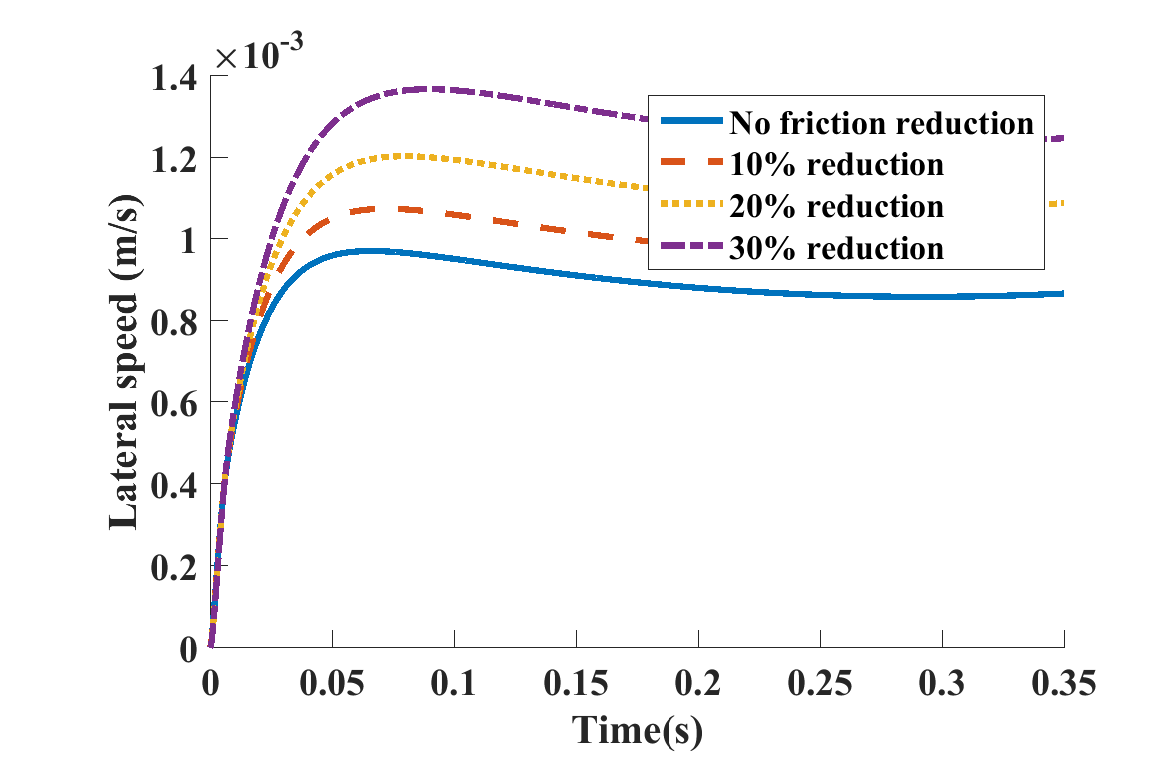 ×10-3
1.4
1.2
1
0.8
0.6
0.4
0.2
0
Lateral speed (m/s)
No friction reduction
10% reduction
20% reduction
30% reduction
0 0.05 0.1 0.15 0.2 0.25 0.3 0.35
Time(s)